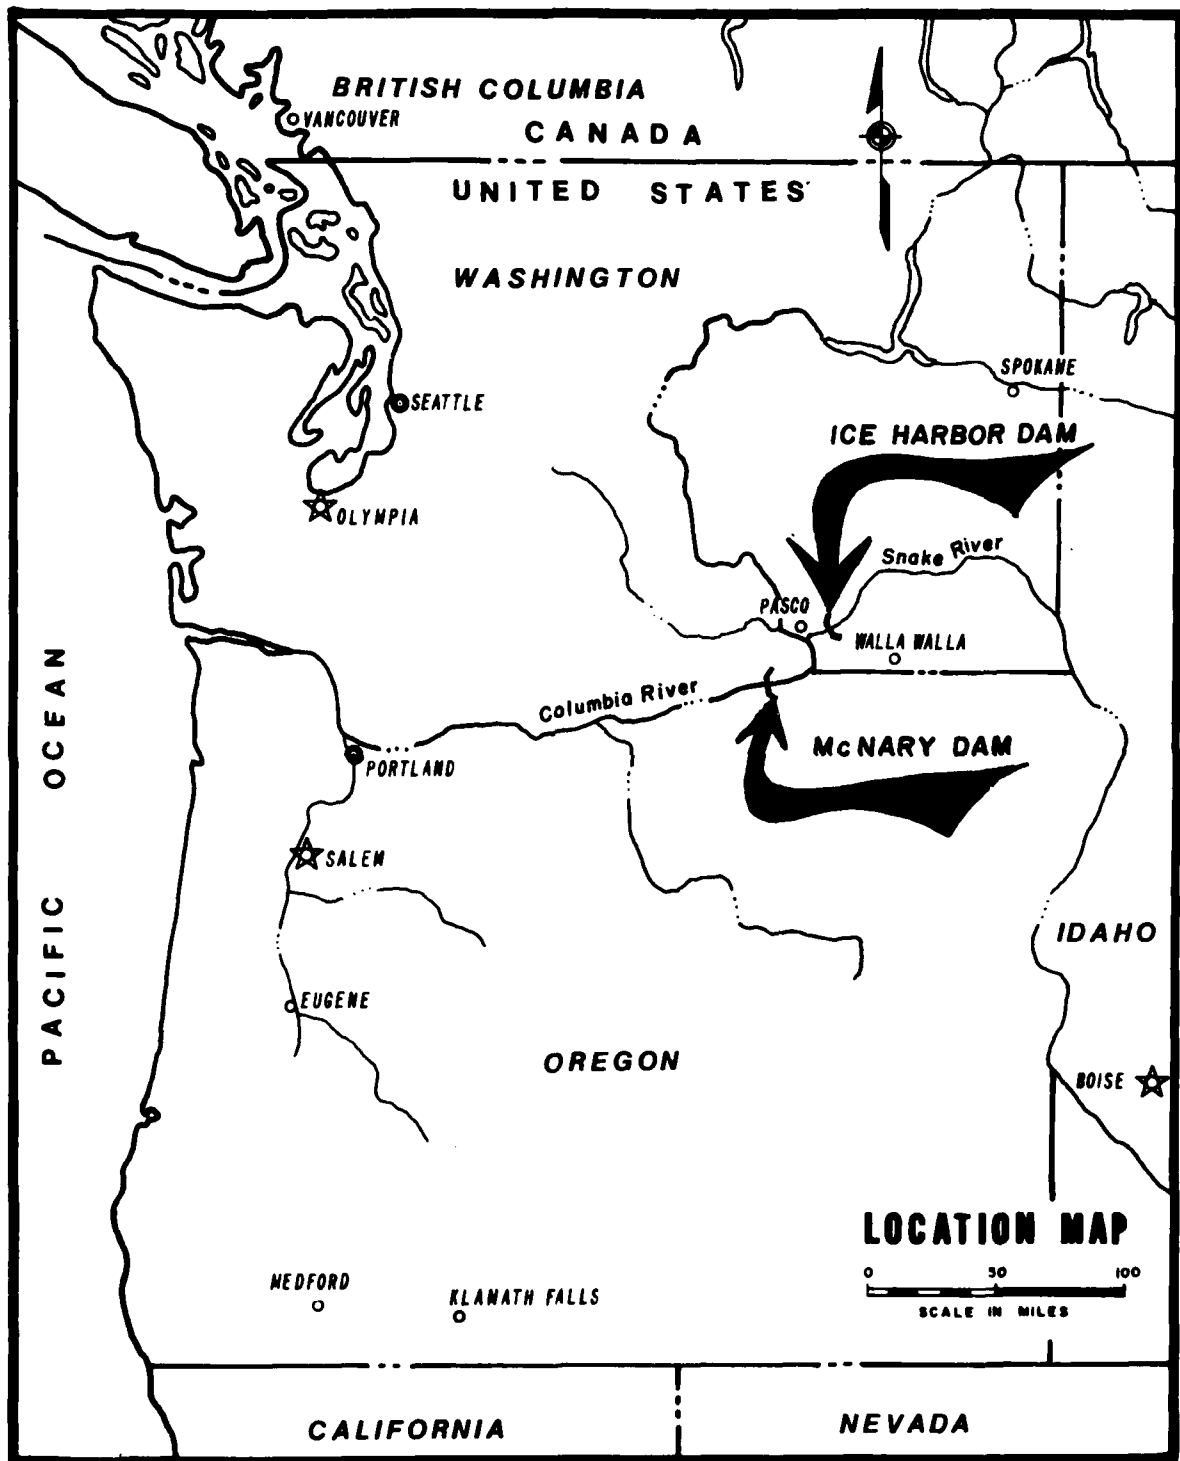 BRITISH COLUMBIA
VANCOUVER
CANADA
UNITED STATES
WASHINGTON
SPOKANE
SEATTLE
ICE HARBOR DAM
OLYMPIA
Snake River
PASCO
WALLA WALLA
Columbia River
McNARY DAM
PORTLAND
SALEM
PACIFIC OCEAN
IDAHO
EUGENE
OREGON
BOISE
LOCATION MAP
0 50 100
SCALE IN MILES
MEDFORD
KLAMATH FALLS
CALIFORNIA
NEVADA